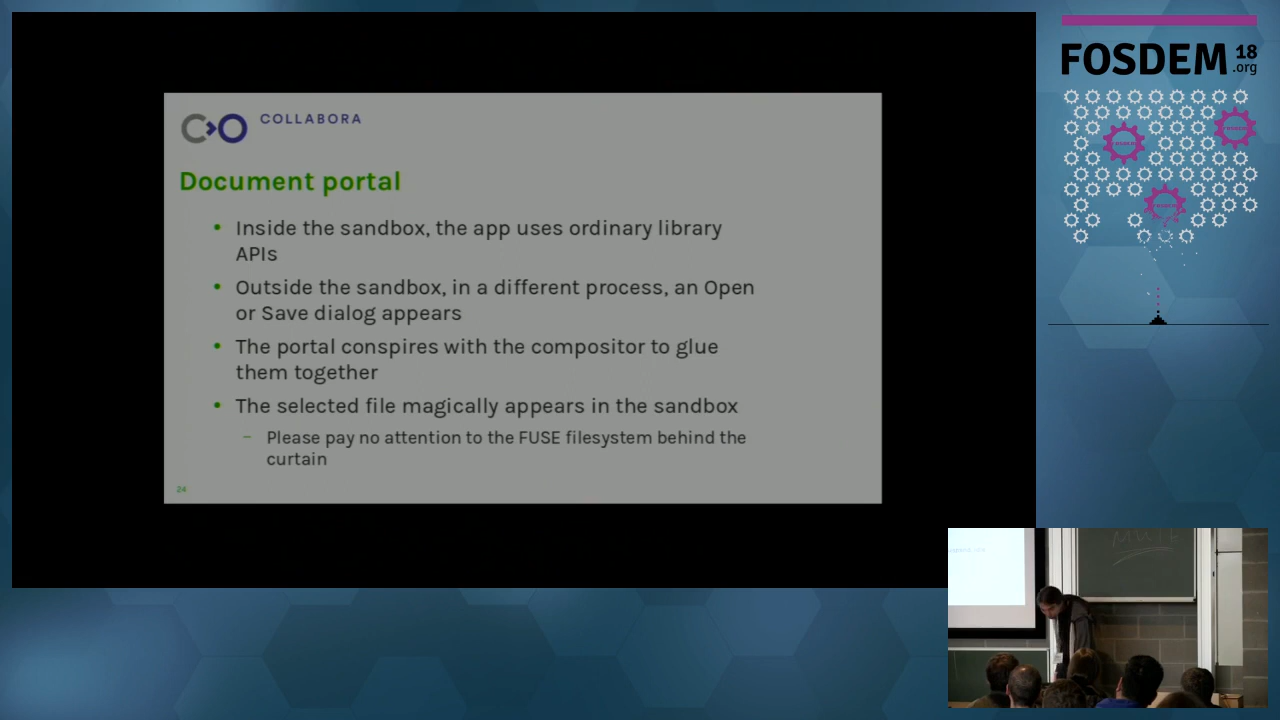 FOSDEM 18
.org
COLLABORA
Document portal
• Inside the sandbox, the app uses ordinary library
APIs
• Outside the sandbox, in a different process, an Open
or Save dialog appears
• The portal conspires with the compositor to glue
them together
• The selected file magically appears in the sandbox
– Please pay no attention to the FUSE filesystem behind the
curtain
24